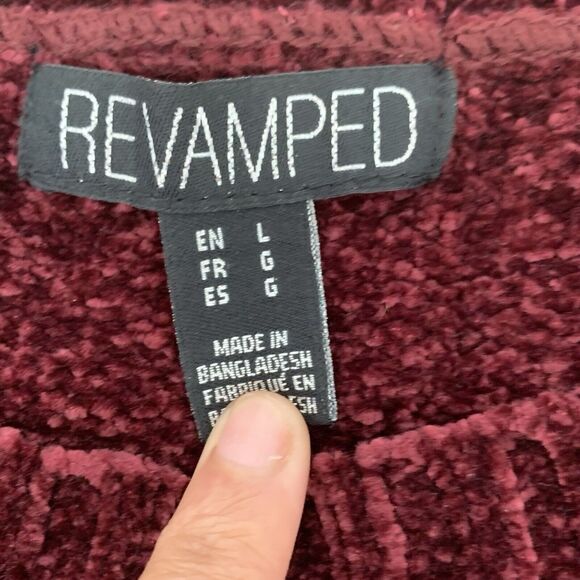 REVAMPED
EN L
FR G
ES G
MADE IN
BANGLADESH
FABRIQUÉ EN